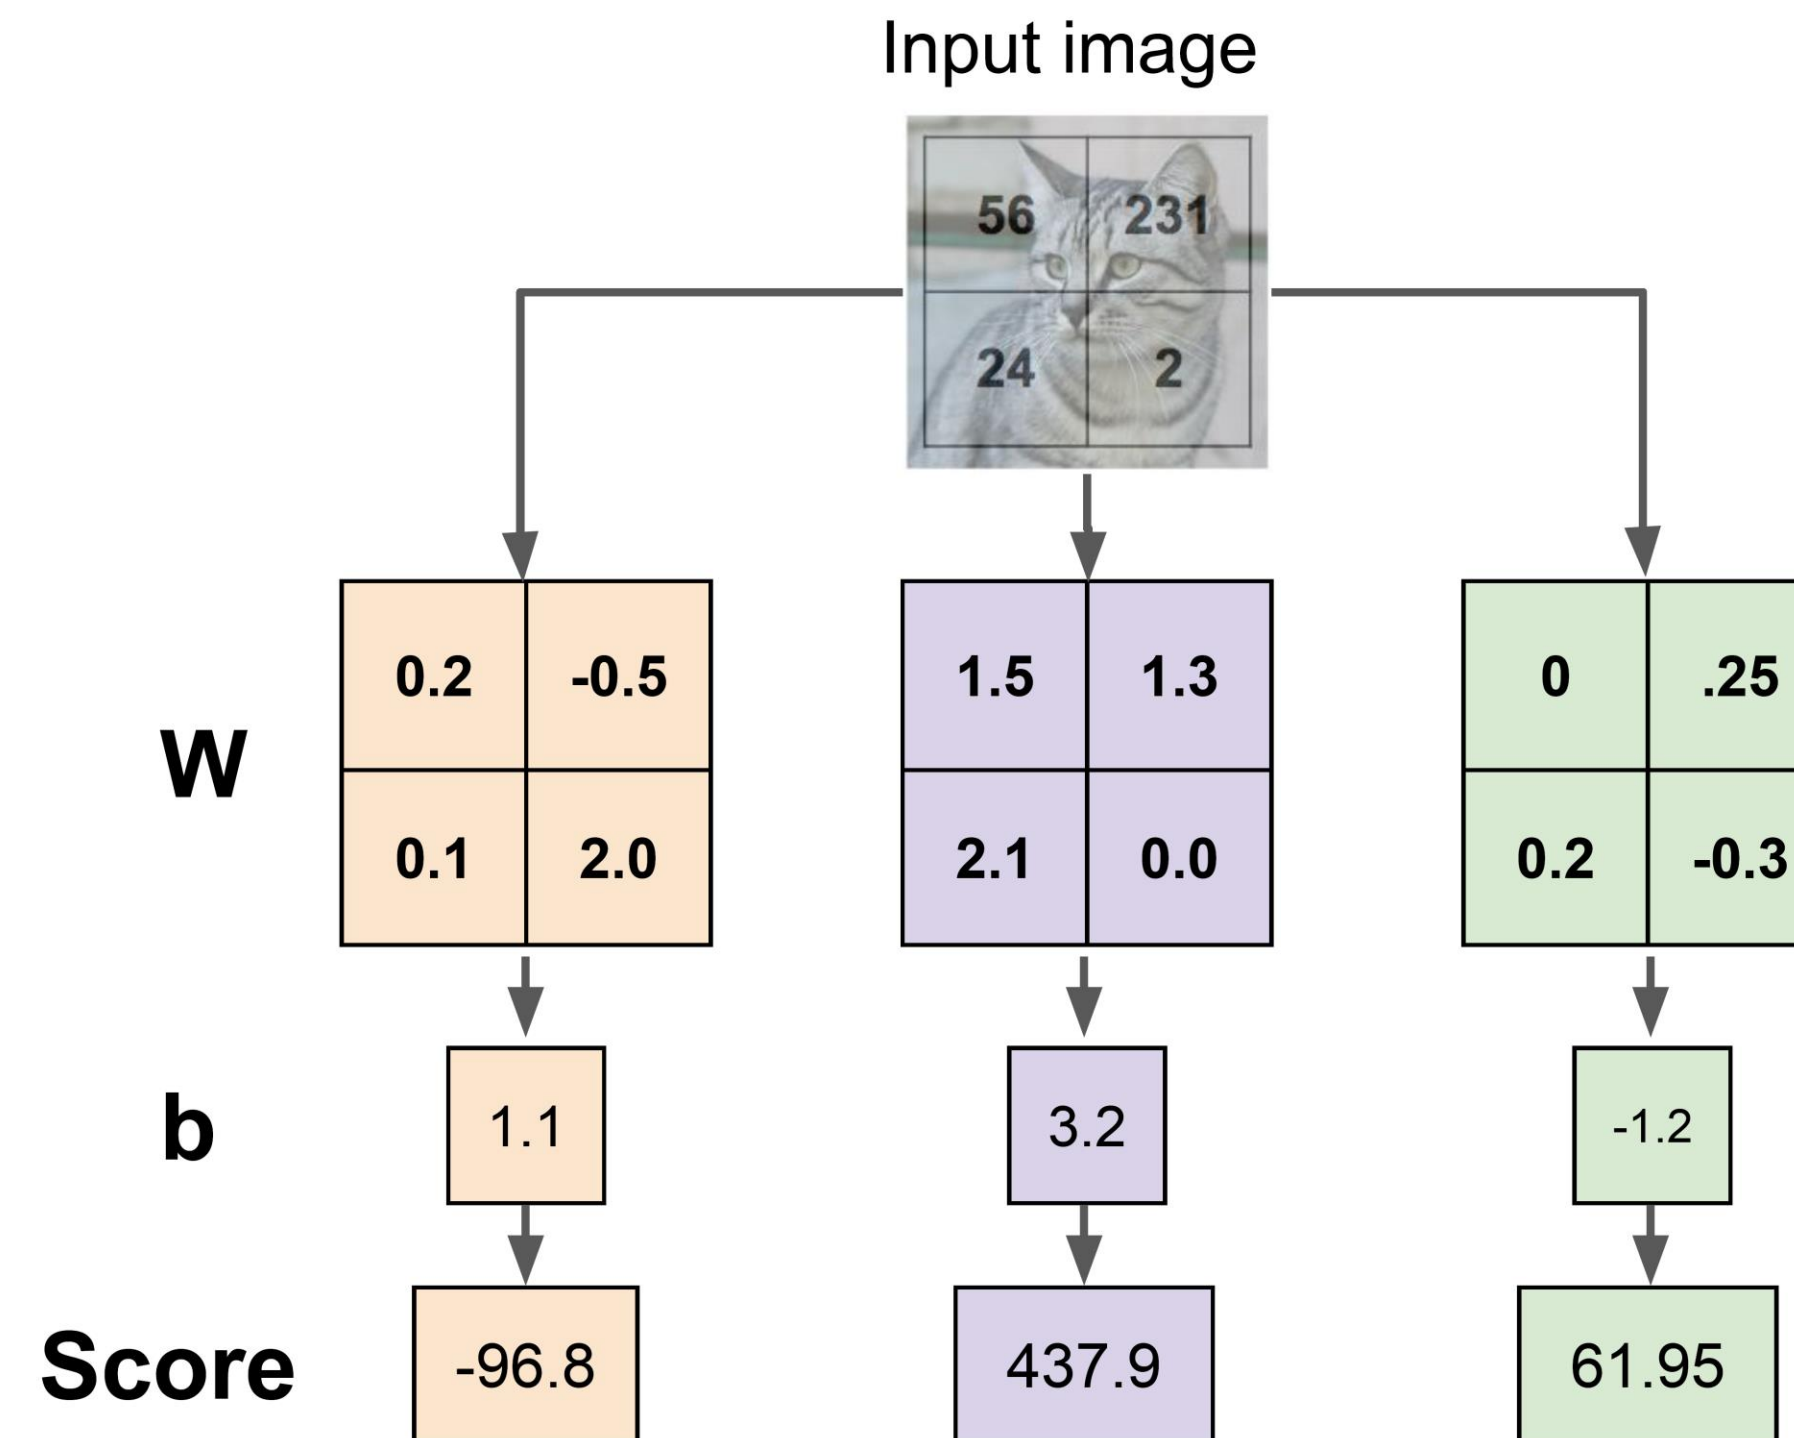 Input image
56 231
24 2
0.2 -0.5 1.5 1.3 0 .25
W
0.1 2.0 2.1 0.0 0.2 -0.3
b 1.1 3.2 -1.2
Score -96.8 437.9 61.95